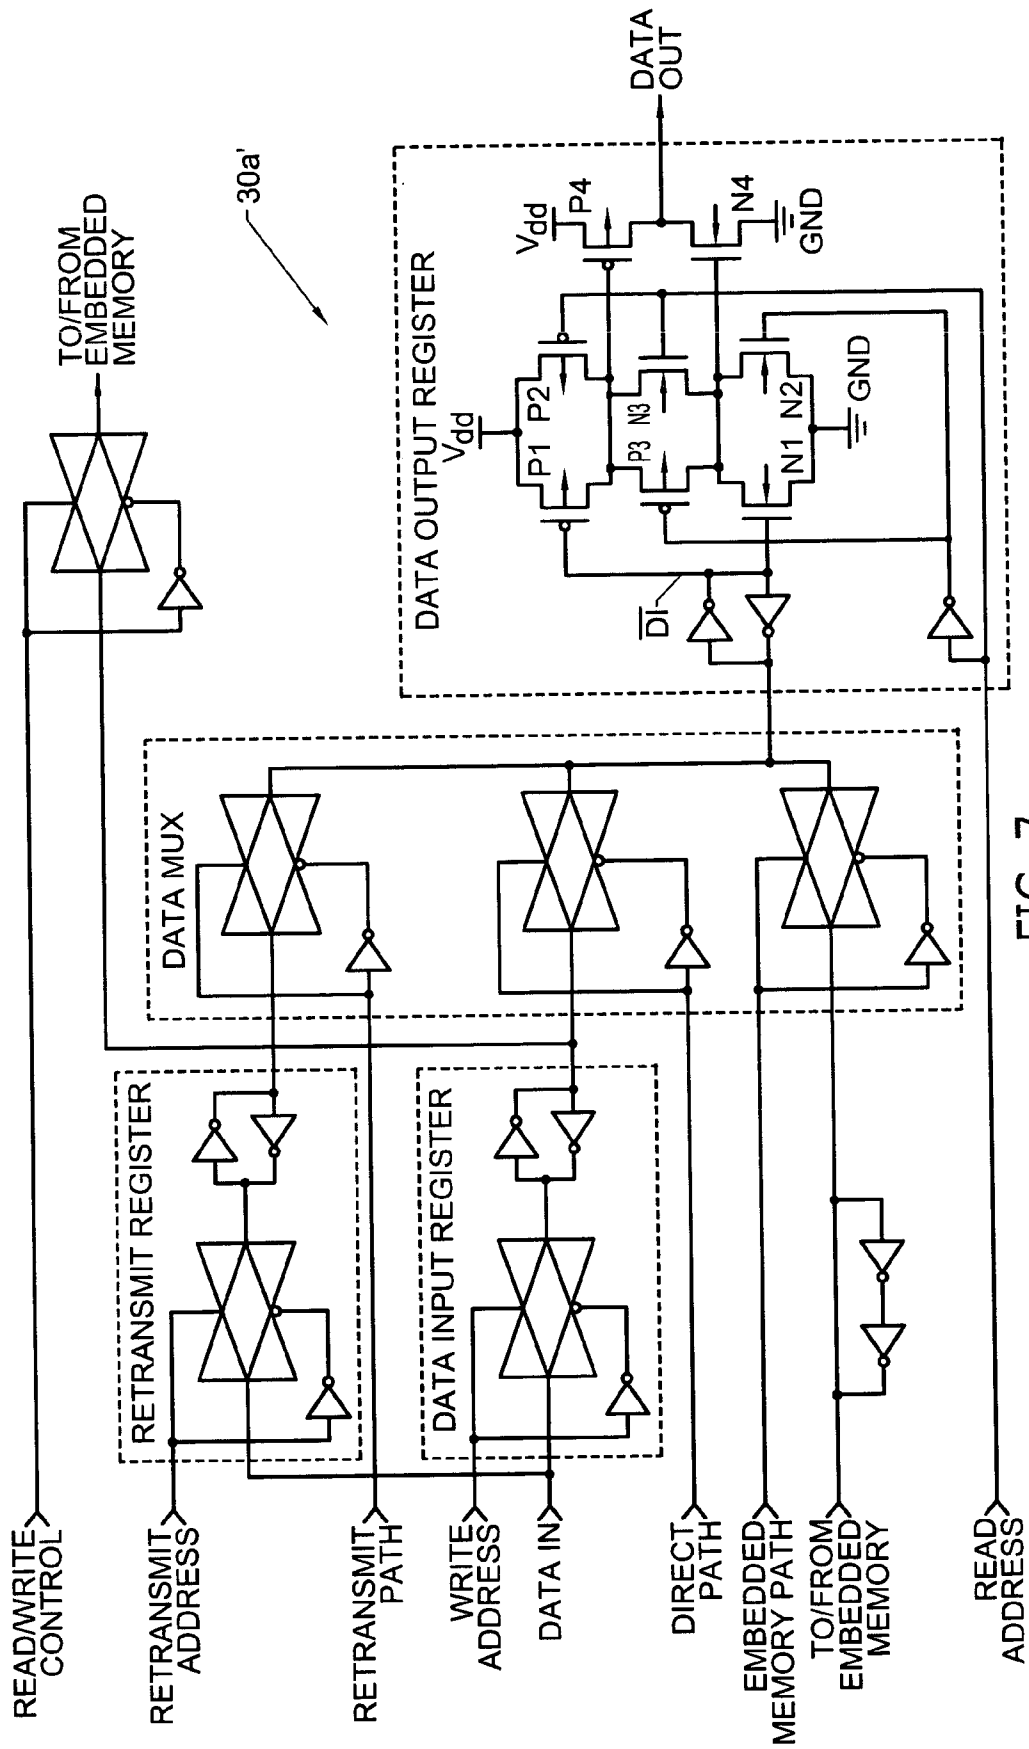 READ/WRITE
CONTROL
RETRANSMIT
ADDRESS
RETRANSMIT
PATH
WRITE
ADDRESS
DATA IN
DIRECT
PATH
EMBEDDED
MEMORY PATH
TO/FROM
EMBEDDED
MEMORY
READ
ADDRESS
RETRANSMIT REGISTER
DATA INPUT REGISTER
DATA MUX
TO/FROM
EMBEDDED
MEMORY
30a'
DATA OUTPUT REGISTER
DI
Vdd
P1
P2
P3
N3
N1
N2
GND
Vdd
P4
N4
GND
DATA
OUT
FIG. 7